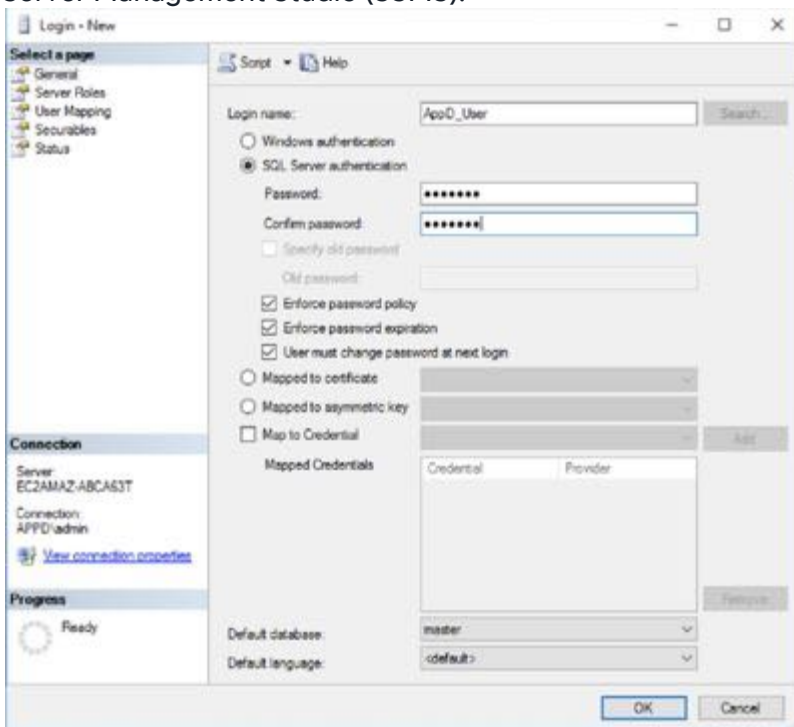 Server Management Studio (SSMS).
Login - New
Select a page
General
Server Roles
User Mapping
Securables
Status
Script
Help
Login name:
AppD_User
Search...
Windows authentication
SQL Server authentication
Password:
•••••••
Confirm password:
•••••••
Specify old password
Old password:
Enforce password policy
Enforce password expiration
User must change password at next login
Mapped to certificate
Mapped to asymmetric key
Map to Credential
Add
Mapped Credentials
Credential
Provider
Remove
Default database:
master
Default language:
<default>
Connection
Server:
EC2AMAZ-ABCA63T
Connection:
APPD\admin
View connection properties
Progress
Ready
OK
Cancel